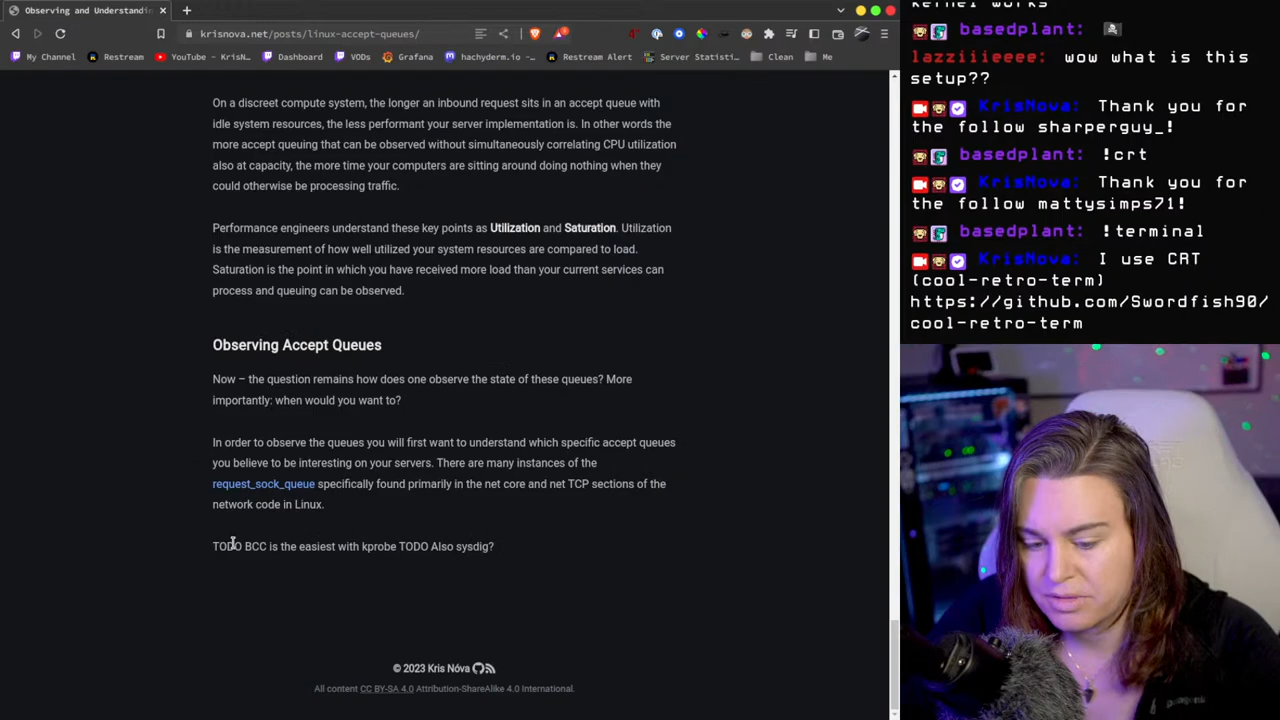 Observing and Understandin
krisnova.net/posts/linux-accept-queues/
My Channel
Restream
YouTube – KrisN...
Dashboard
VODs
Grafana
hachyderm.io -...
Restream Alert
Server Statisti...
Clean
Me
On a discreet compute system, the longer an inbound request sits in an accept queue with
idle system resources, the less performant your server implementation is. In other words the
more accept queuing that can be observed without simultaneously correlating CPU utilization
also at capacity, the more time your computers are sitting around doing nothing when they
could otherwise be processing traffic.
Performance engineers understand these key points as Utilization and Saturation. Utilization
is the measurement of how well utilized your system resources are compared to load.
Saturation is the point in which you have received more load than your current services can
process and queuing can be observed.
Observing Accept Queues
Now – the question remains how does one observe the state of these queues? More
importantly: when would you want to?
In order to observe the queues you will first want to understand which specific accept queues
you believe to be interesting on your servers. There are many instances of the
request_sock_queue specifically found primarily in the net core and net TCP sections of the
network code in Linux.
TODO BCC is the easiest with kprobe TODO Also sysdig?
© 2023 Kris Nóva
All content CC BY-SA 4.0 Attribution-ShareAlike 4.0 International.
kernel works
basedplant:
lazziiieeee: wow what is this
setup??
KrisNova: Thank you for
the follow sharperguy_!
basedplant: !crt
KrisNova: Thank you for
the follow mattysimps71!
basedplant: !terminal
KrisNova: I use CRT
(cool-retro-term)
https://github.com/Swordfish90/
cool-retro-term